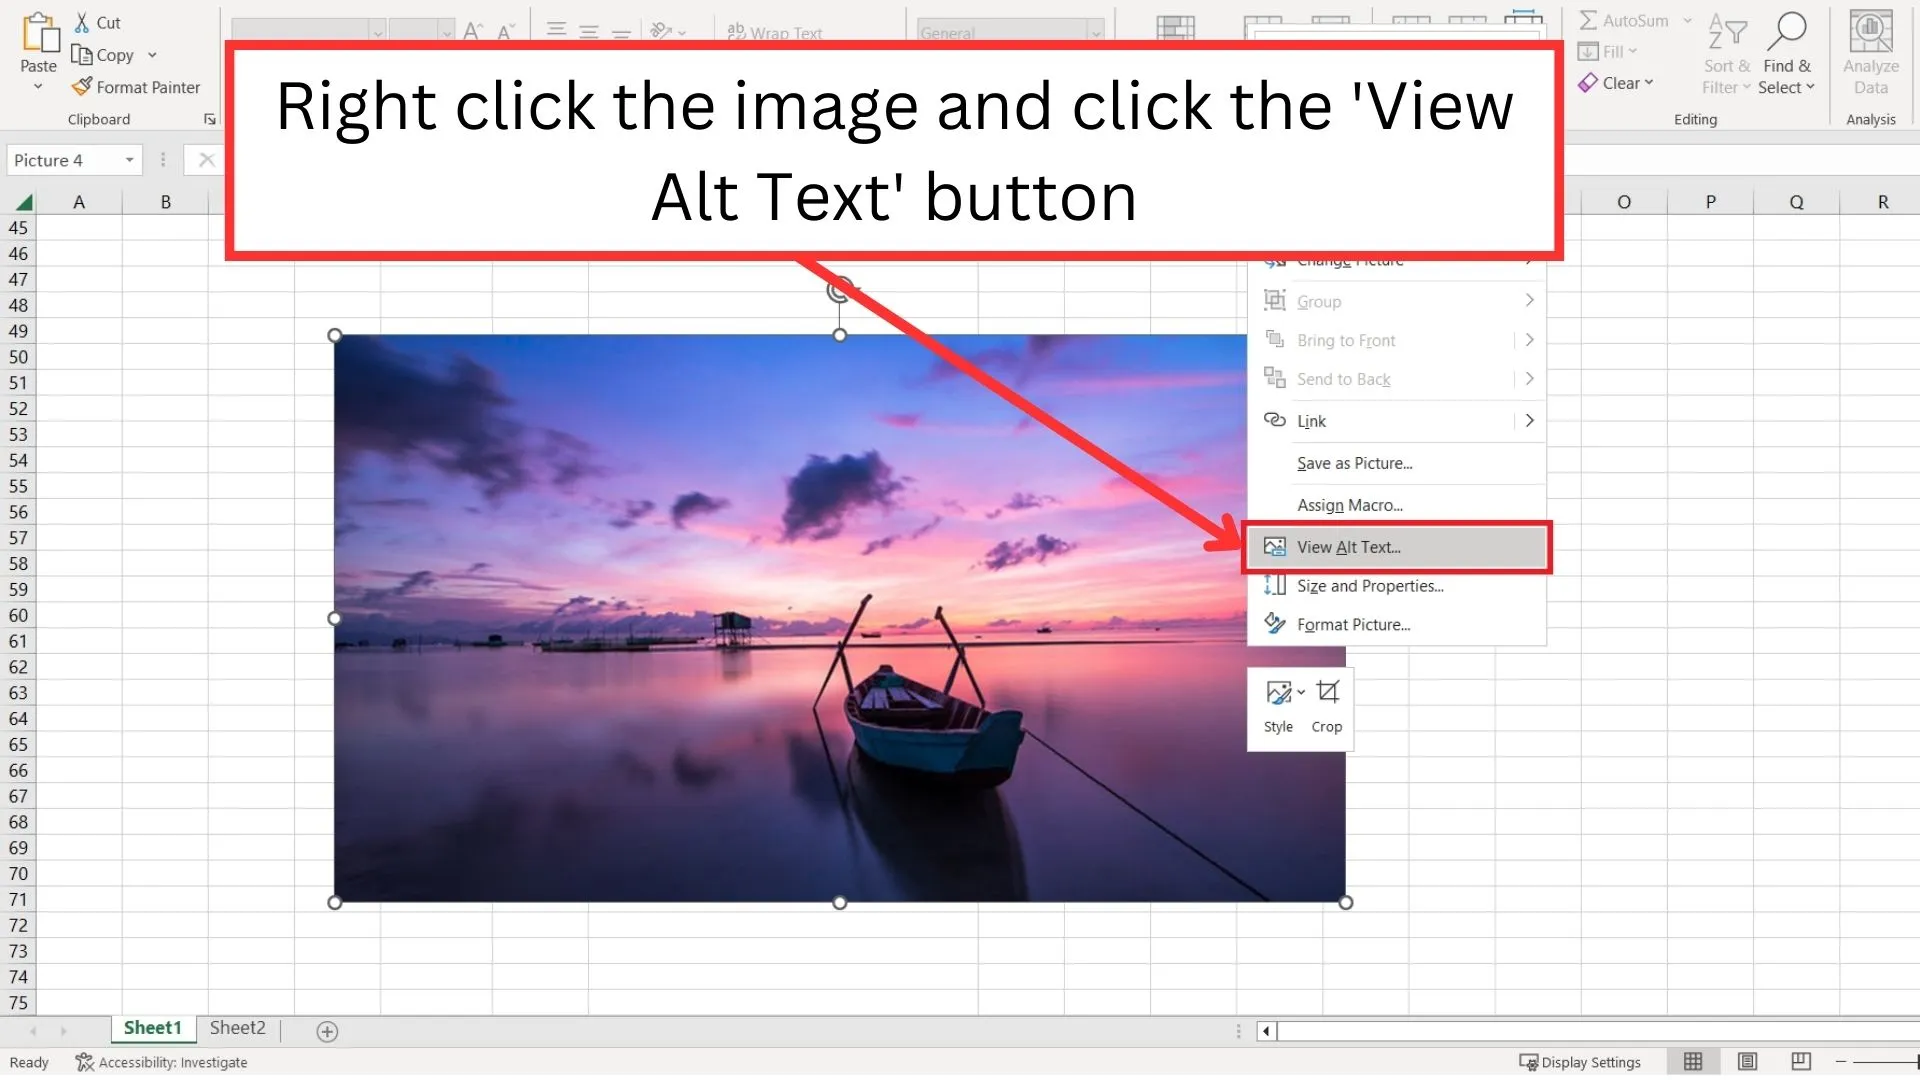 Cut
Copy
Paste
Format Painter
Clipboard
ab Wrap Text
General
AutoSum
Fill
Clear
Sort &
Filter
Find &
Select
Editing
Analyze
Data
Analysis
Right click the image and click the 'View
Alt Text' button
Picture 4
A B O P Q R
45
46
47
48
49
50
51
52
53
54
55
56
57
58
59
60
61
62
63
64
65
66
67
68
69
70
71
72
73
74
75
Change Picture
Group
Bring to Front
Send to Back
Link
Save as Picture...
Assign Macro...
View Alt Text...
Size and Properties...
Format Picture...
Style Crop
Sheet1 Sheet2
Ready Accessibility: Investigate Display Settings